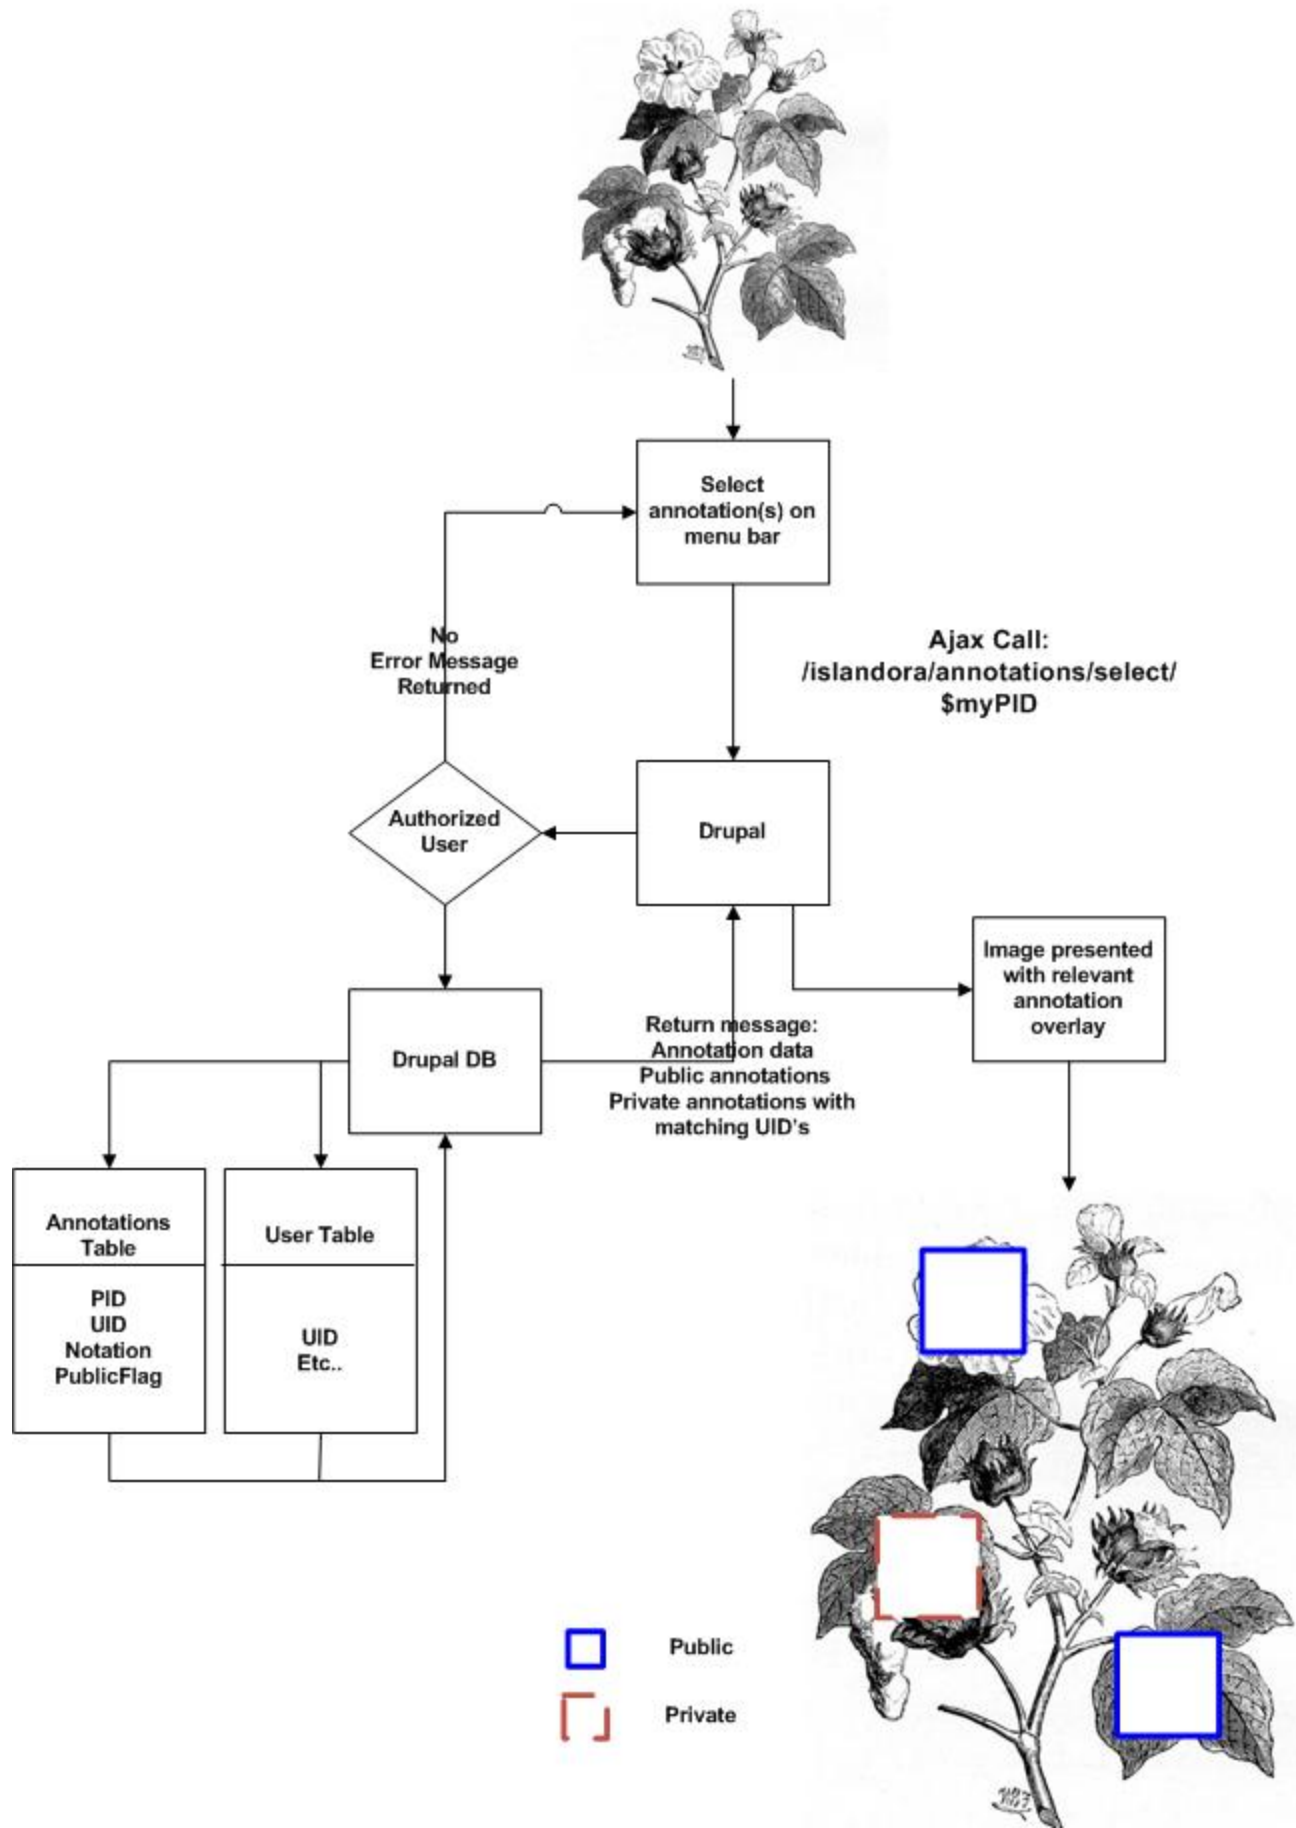 Select
annotation(s) on
menu bar
No
Error Message
Returned
Ajax Call:
/islandora/annotations/select/
$myPID
Authorized
User
Drupal
Image presented
with relevant
annotation
overlay
Drupal DB
Return message:
Annotation data
Public annotations
Private annotations with
matching UID's
Annotations
Table
PID
UID
Notation
PublicFlag
User Table
UID
Etc..
Public
Private